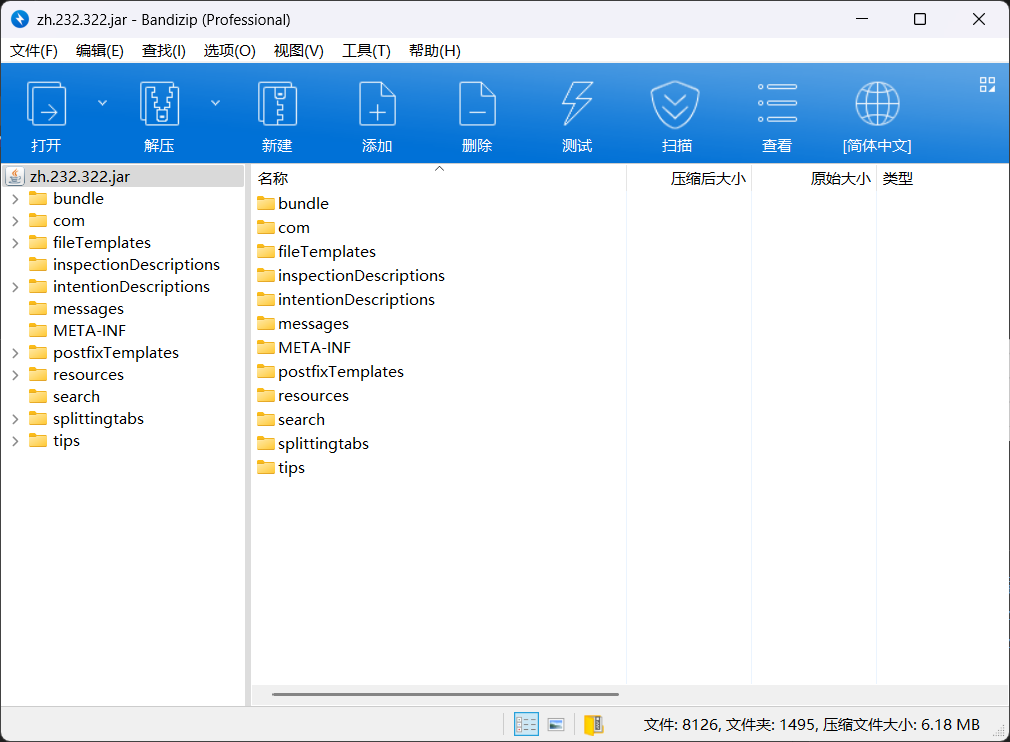 zh.232.322.jar - Bandizip (Professional)
文件(F) 编辑(E) 查找(I) 选项(O) 视图(V) 工具(T) 帮助(H)
打开 解压 新建 添加 删除 测试 扫描 查看 [简体中文]
zh.232.322.jar
bundle
com
fileTemplates
inspectionDescriptions
intentionDescriptions
messages
META-INF
postfixTemplates
resources
search
splittingtabs
tips
名称 压缩后大小 原始大小 类型
bundle
com
fileTemplates
inspectionDescriptions
intentionDescriptions
messages
META-INF
postfixTemplates
resources
search
splittingtabs
tips
文件: 8126, 文件夹: 1495, 压缩文件大小: 6.18 MB